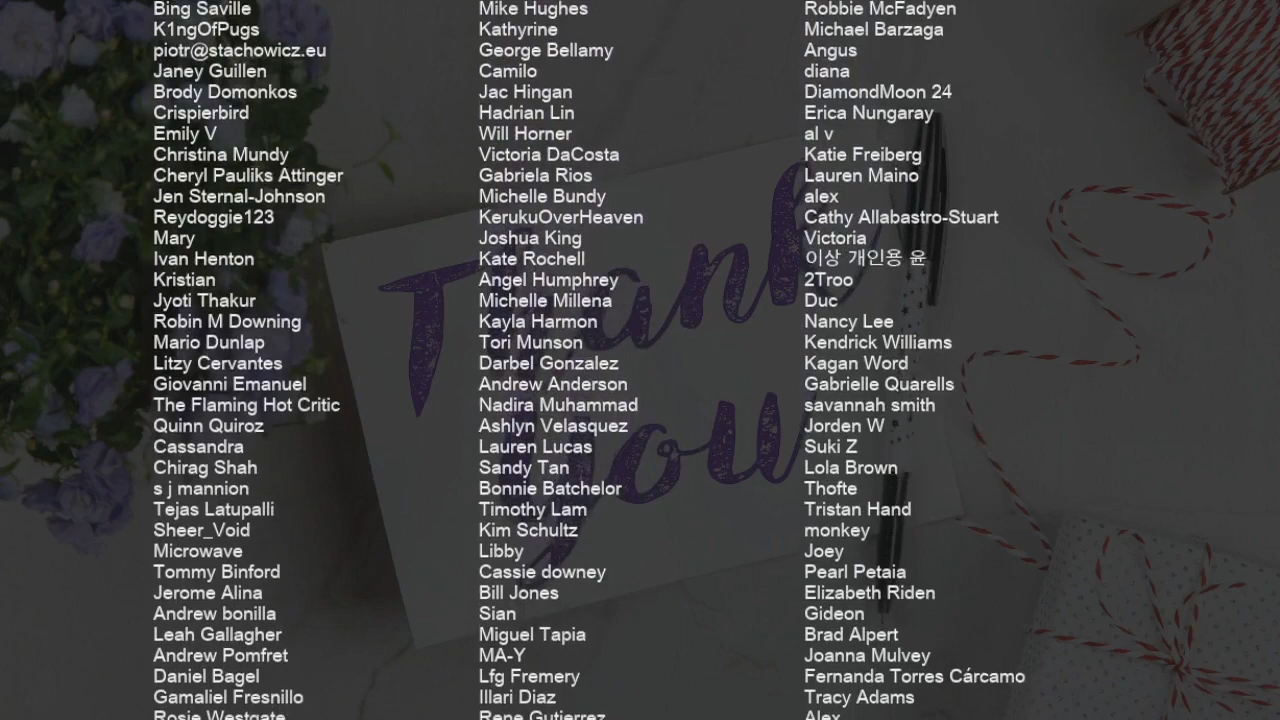 Bing Saville
K1ngOfPugs
piotr@stachowicz.eu
Janey Guillen
Brody Domonkos
Crispierbird
Emily V
Christina Mundy
Cheryl Pauliks Attinger
Jen Sternal-Johnson
Reydoggie123
Mary
Ivan Henton
Kristian
Jyoti Thakur
Robin M Downing
Mario Dunlap
Litzy Cervantes
Giovanni Emanuel
The Flaming Hot Critic
Quinn Quiroz
Cassandra
Chirag Shah
s j mannion
Tejas Latupalli
Sheer_Void
Microwave
Tommy Binford
Jerome Alina
Andrew bonilla
Leah Gallagher
Andrew Pomfret
Daniel Bagel
Gamaliel Fresnillo
Rosie Westgate
Mike Hughes
Kathyrine
George Bellamy
Camilo
Jac Hingan
Hadrian Lin
Will Horner
Victoria DaCosta
Gabriela Rios
Michelle Bundy
KerukuOverHeaven
Joshua King
Kate Rochell
Angel Humphrey
Michelle Millena
Kayla Harmon
Tori Munson
Darbel Gonzalez
Andrew Anderson
Nadira Muhammad
Ashlyn Velasquez
Lauren Lucas
Sandy Tan
Bonnie Batchelor
Timothy Lam
Kim Schultz
Libby
Cassie downey
Bill Jones
Sian
Miguel Tapia
MA-Y
Lfg Fremery
Illari Diaz
Rene Gutierrez
Robbie McFadyen
Michael Barzaga
Angus
diana
DiamondMoon 24
Erica Nungaray
al v
Katie Freiberg
Lauren Maino
alex
Cathy Allabastro-Stuart
Victoria
이상 개인용 윤
2Troo
Duc
Nancy Lee
Kendrick Williams
Kagan Word
Gabrielle Quarells
savannah smith
Jorden W
Suki Z
Lola Brown
Thofte
Tristan Hand
monkey
Joey
Pearl Petaia
Elizabeth Riden
Gideon
Brad Alpert
Joanna Mulvey
Fernanda Torres Cárcamo
Tracy Adams
Alex
Thank
you